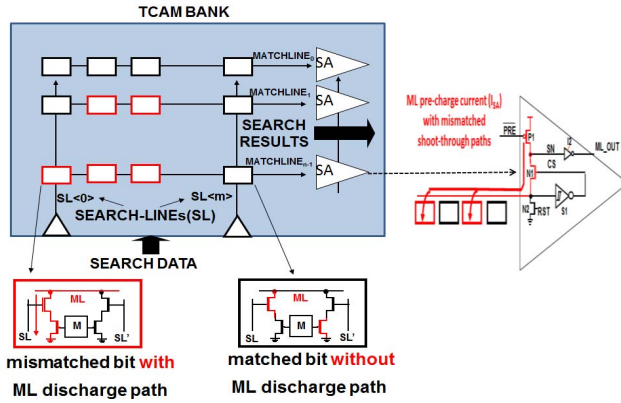 TCAM BANK
MATCHLINE0
SA
MATCHLINE1
SA
SEARCH
RESULTS
MATCHLINEn-1
SA
SL<0>
SL<m>
SEARCH-LINEs(SL)
SEARCH DATA
ML
SL
M
SL'
mismatched bit with
ML discharge path
ML
SL
M
SL'
matched bit without
ML discharge path
ML pre-charge current (ISA)
with mismatched
shoot-through paths
PRE
P1
I2
ML_OUT
SN
CS
N1
N2
RST
S1